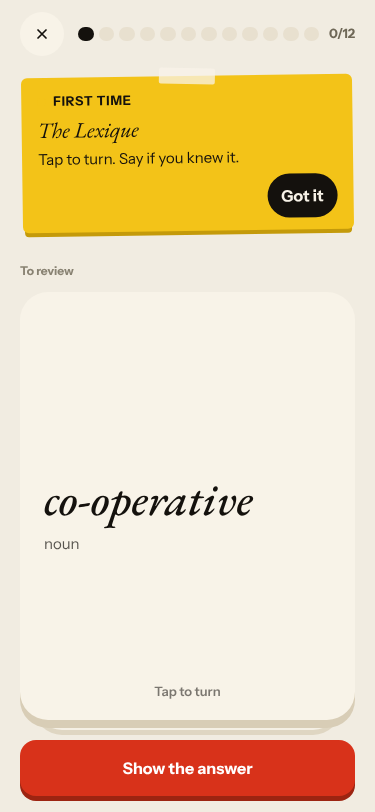 0/12
FIRST TIME
The Lexique
Tap to turn. Say if you knew it.
Got it
To review
co-operative
noun
Tap to turn
Show the answer